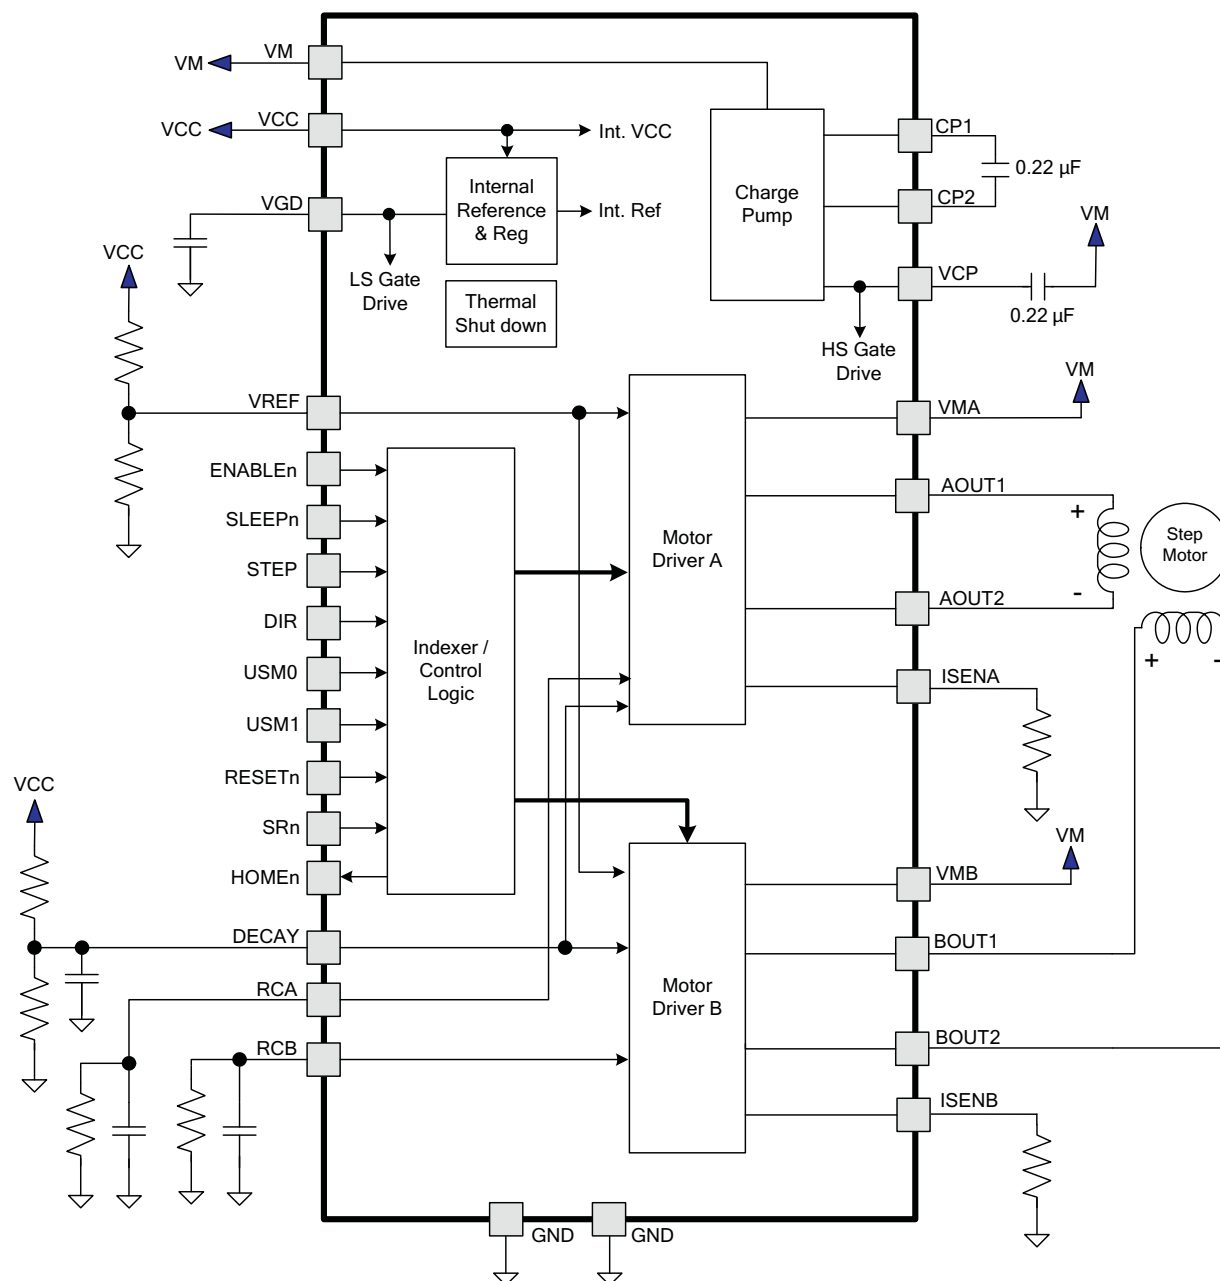 VM
VM
VCC
VCC
Int. VCC
VGD
Internal
Reference
& Reg
Int. Ref
LS Gate
Drive
Thermal
Shut down
Charge
Pump
CP1
0.22 µF
CP2
VM
VCP
0.22 µF
HS Gate
Drive
VCC
VREF
ENABLEn
SLEEPn
STEP
DIR
USM0
USM1
RESETn
SRn
HOMEn
Indexer /
Control
Logic
Motor
Driver A
VM
VMA
AOUT1
+
-
AOUT2
Step
Motor
+
-
ISENA
VCC
DECAY
RCA
RCB
Motor
Driver B
VM
VMB
BOUT1
BOUT2
ISENB
GND
GND